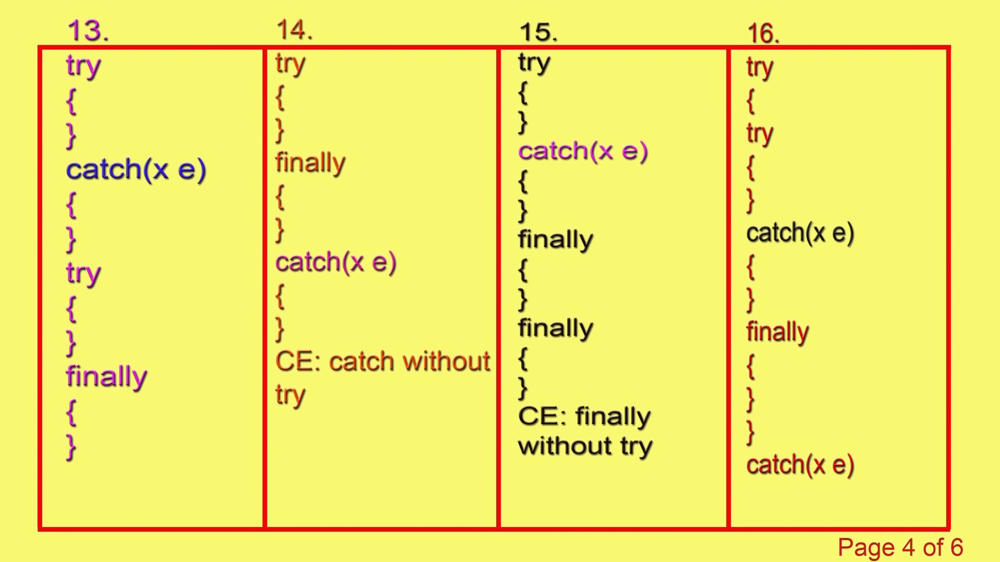 13.
try
{
}
catch(x e)
{
}
try
{
}
finally
{
}
14.
try
{
}
finally
{
}
catch(x e)
{
}
CE: catch without
try
15.
try
{
}
catch(x e)
{
}
finally
{
}
finally
{
}
CE: finally
without try
16.
try
{
try
{
}
catch(x e)
{
}
finally
{
}
}
catch(x e)
Page 4 of 6